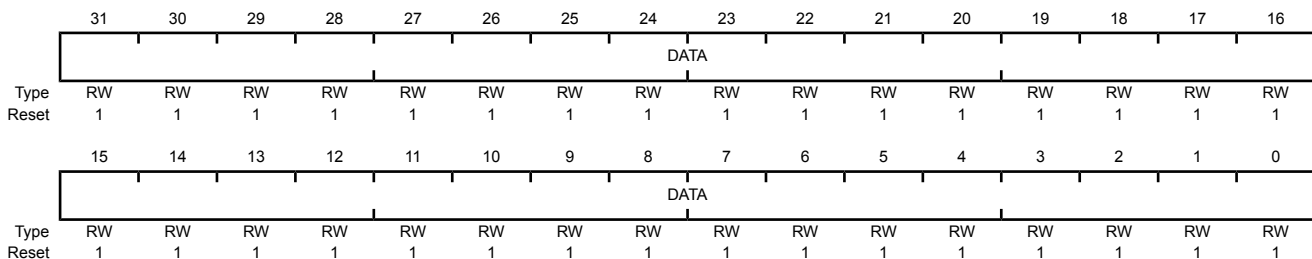 31 30 29 28 27 26 25 24 23 22 21 20 19 18 17 16
DATA
Type RW RW RW RW RW RW RW RW RW RW RW RW RW RW RW RW
Reset 1 1 1 1 1 1 1 1 1 1 1 1 1 1 1 1
15 14 13 12 11 10 9 8 7 6 5 4 3 2 1 0
DATA
Type RW RW RW RW RW RW RW RW RW RW RW RW RW RW RW RW
Reset 1 1 1 1 1 1 1 1 1 1 1 1 1 1 1 1